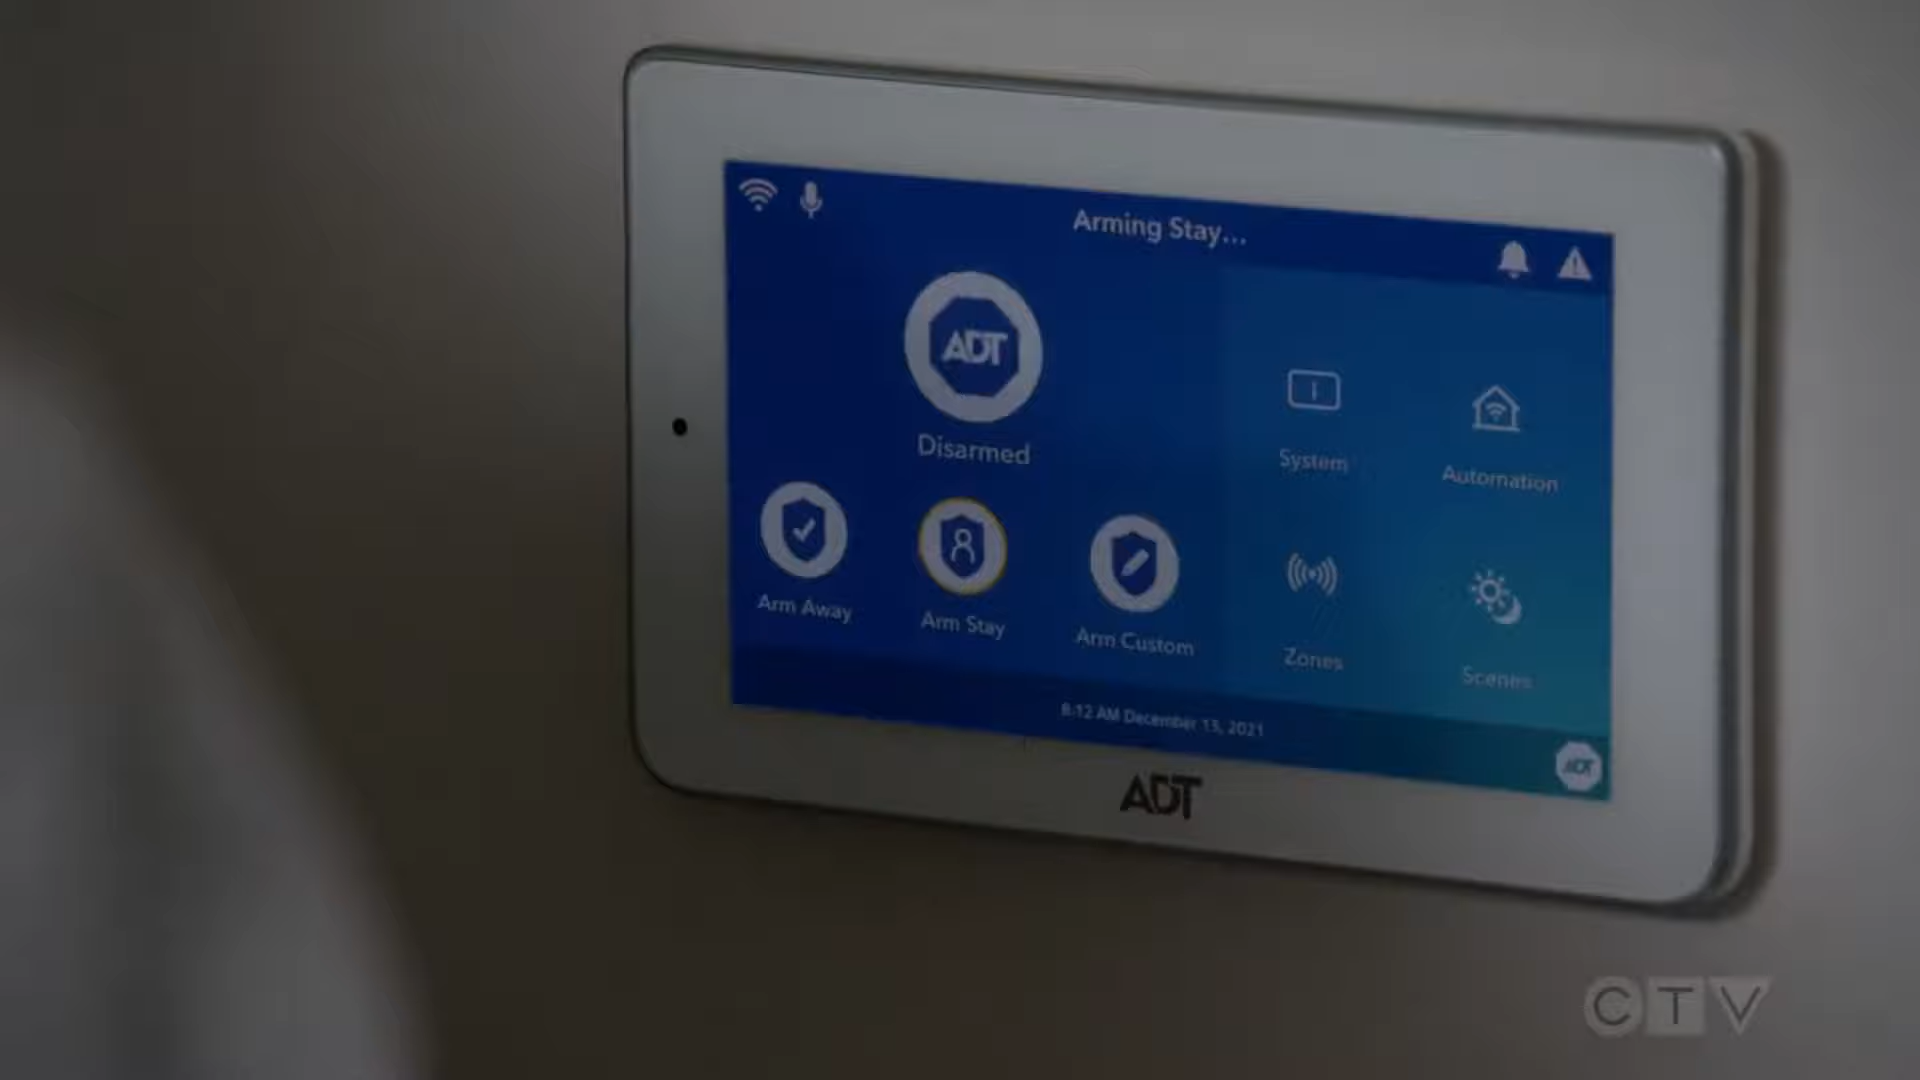 Arming Stay...
ADT
Disarmed
System
Automation
Arm Away
Arm Stay
Arm Custom
Zones
Scenes
8:12 AM December 13, 2021
ADT
ADT
CTV